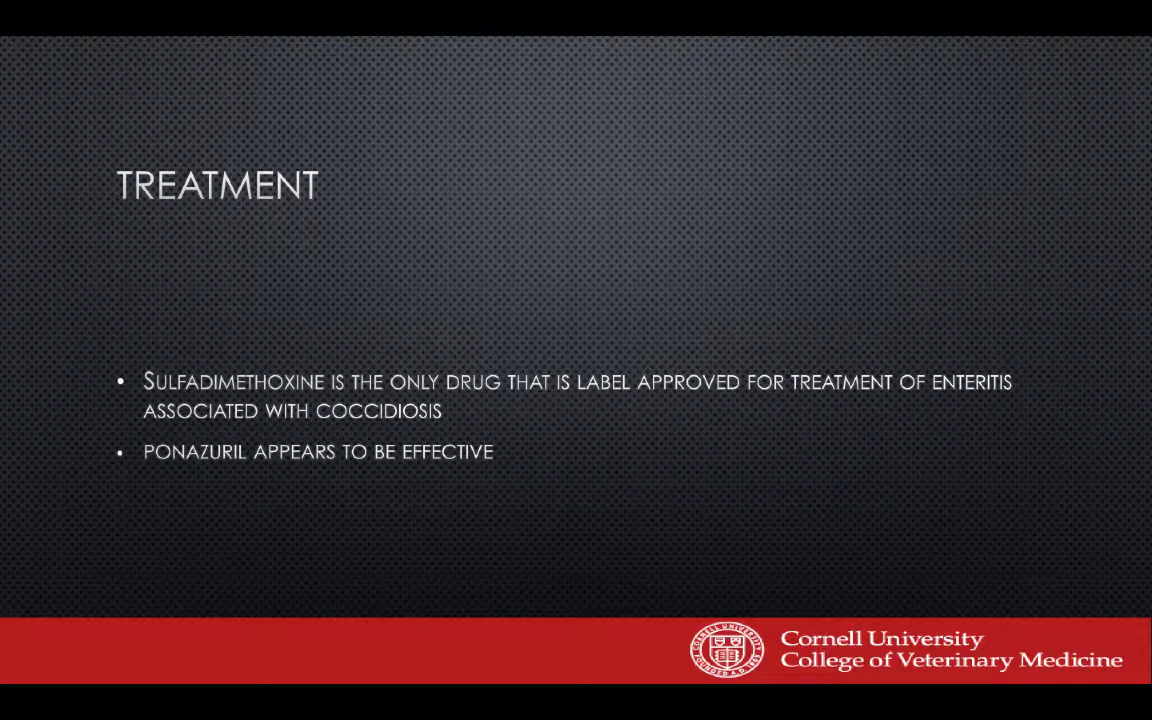 TREATMENT
• SULFADIMETHOXINE IS THE ONLY DRUG THAT IS LABEL APPROVED FOR TREATMENT OF ENTERITIS
ASSOCIATED WITH COCCIDIOSIS
• PONAZURIL APPEARS TO BE EFFECTIVE
Cornell University
College of Veterinary Medicine